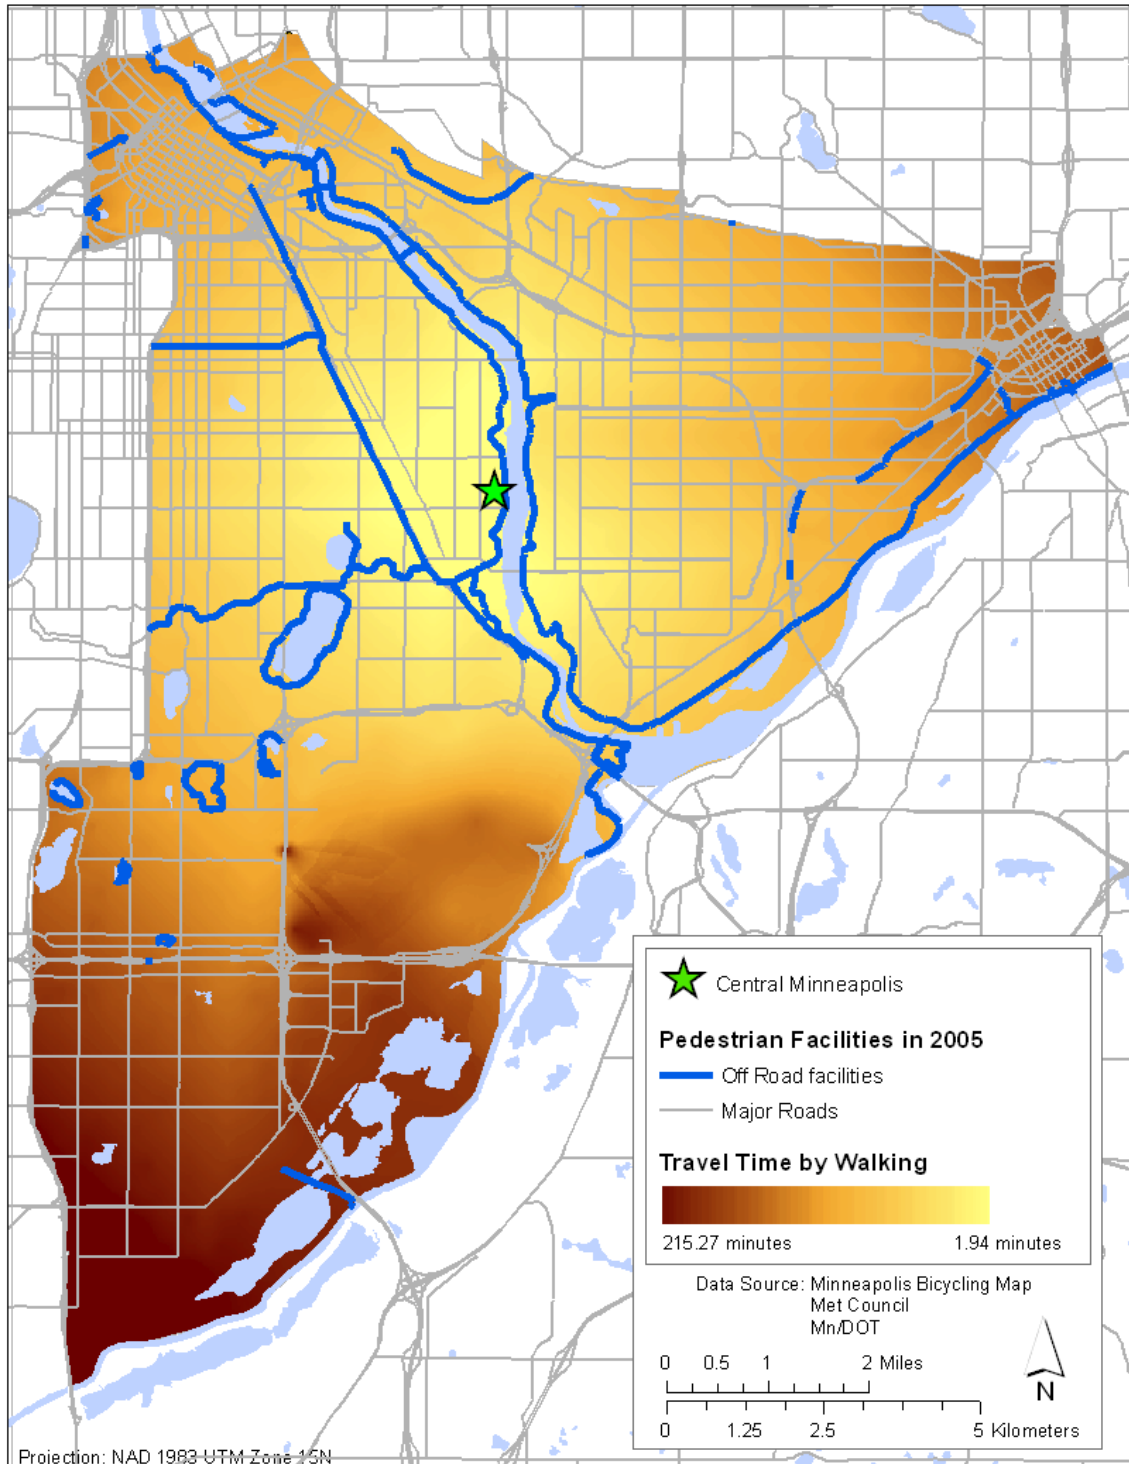 Central Minneapolis
Pedestrian Facilities in 2005
Off Road facilities
Major Roads
Travel Time by Walking
215.27 minutes 1.94 minutes
Data Source: Minneapolis Bicycling Map
Met Council
Mn/DOT
0 0.5 1 2 Miles
N
0 1.25 2.5 5 Kilometers
Projection: NAD 1983 UTM Zone 15N